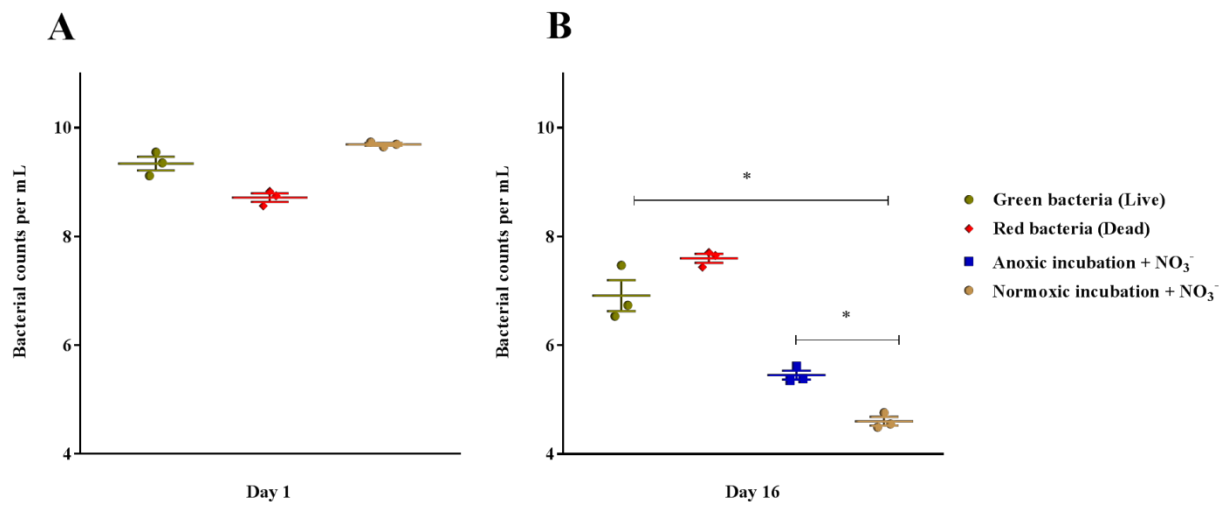 A
B
Bacterial counts per mL
10
8
6
4
Day 1
Bacterial counts per mL
10
8
6
4
*
*
Day 16
Green bacteria (Live)
Red bacteria (Dead)
Anoxic incubation + NO₃⁻
Normoxic incubation + NO₃⁻